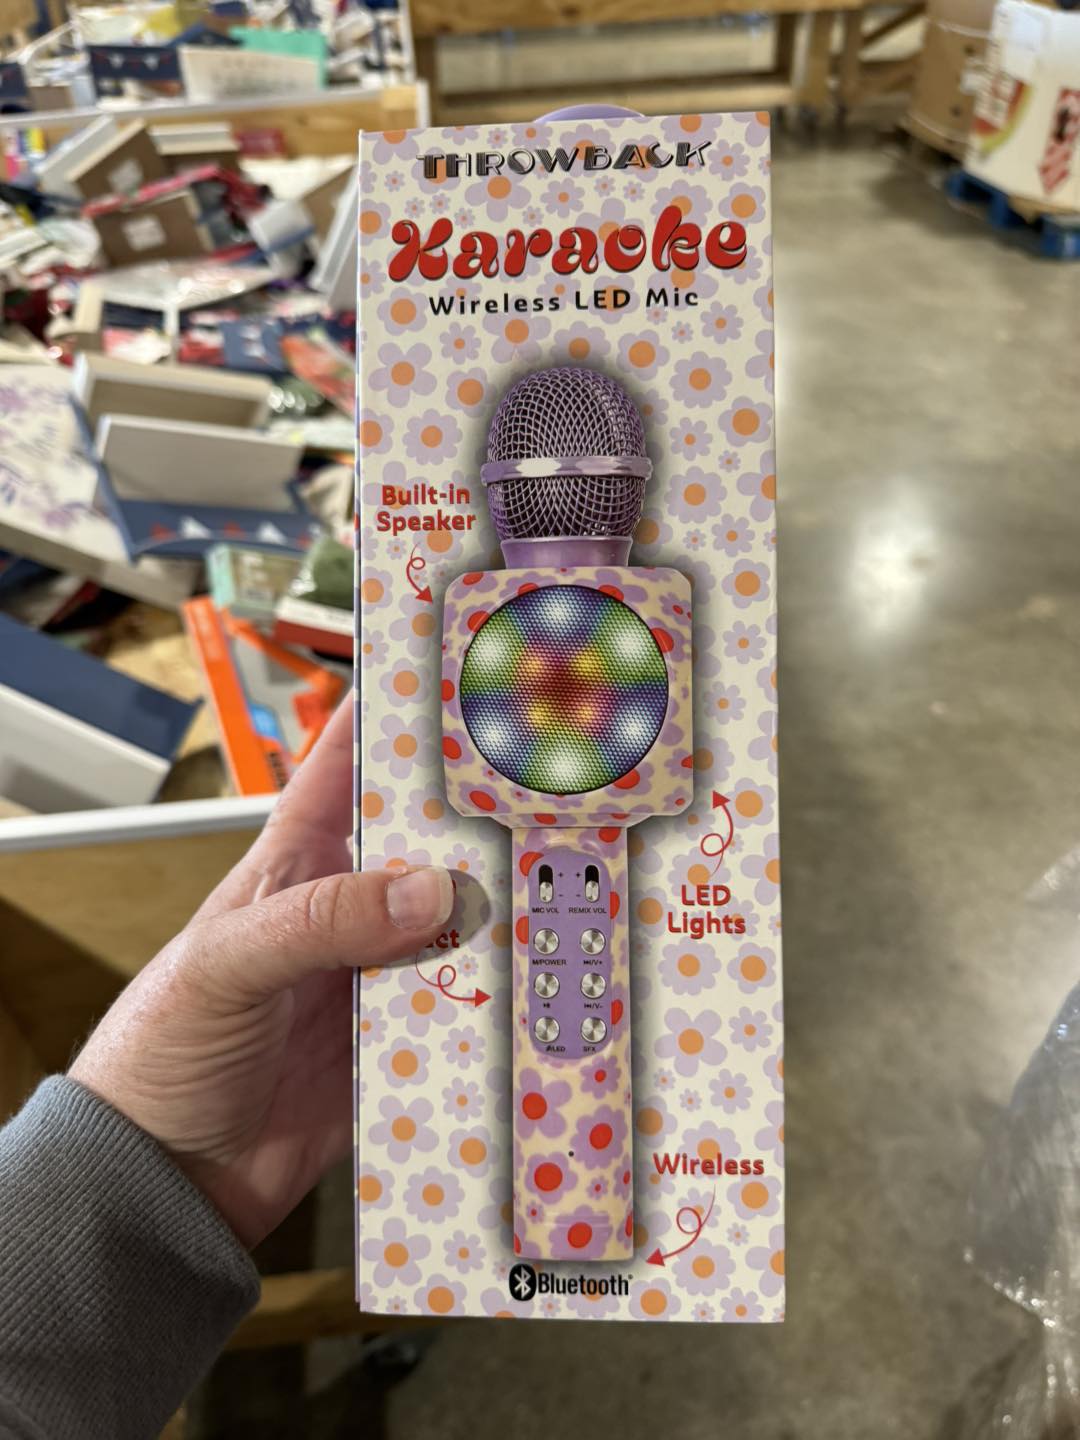 THROWBACK
Karaoke
Wireless LED Mic
Built-in
Speaker
MIC VOL
REMIX VOL
M/POWER
LED
Lights
LED
SFX
Wireless
Bluetooth